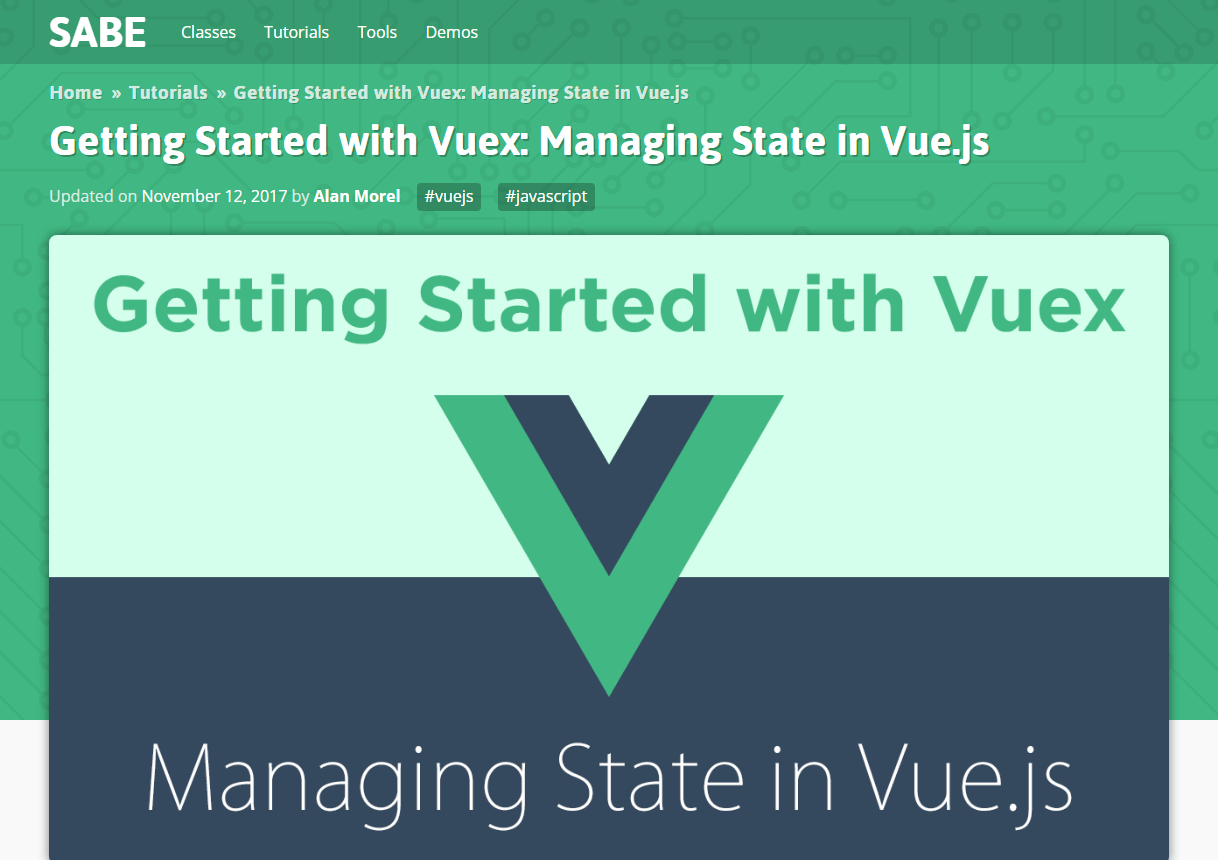 SABE Classes Tutorials Tools Demos
Home » Tutorials » Getting Started with Vuex: Managing State in Vue.js
Getting Started with Vuex: Managing State in Vue.js
Updated on November 12, 2017 by Alan Morel #vuejs #javascript
Getting Started with Vuex
Managing State in Vue.js